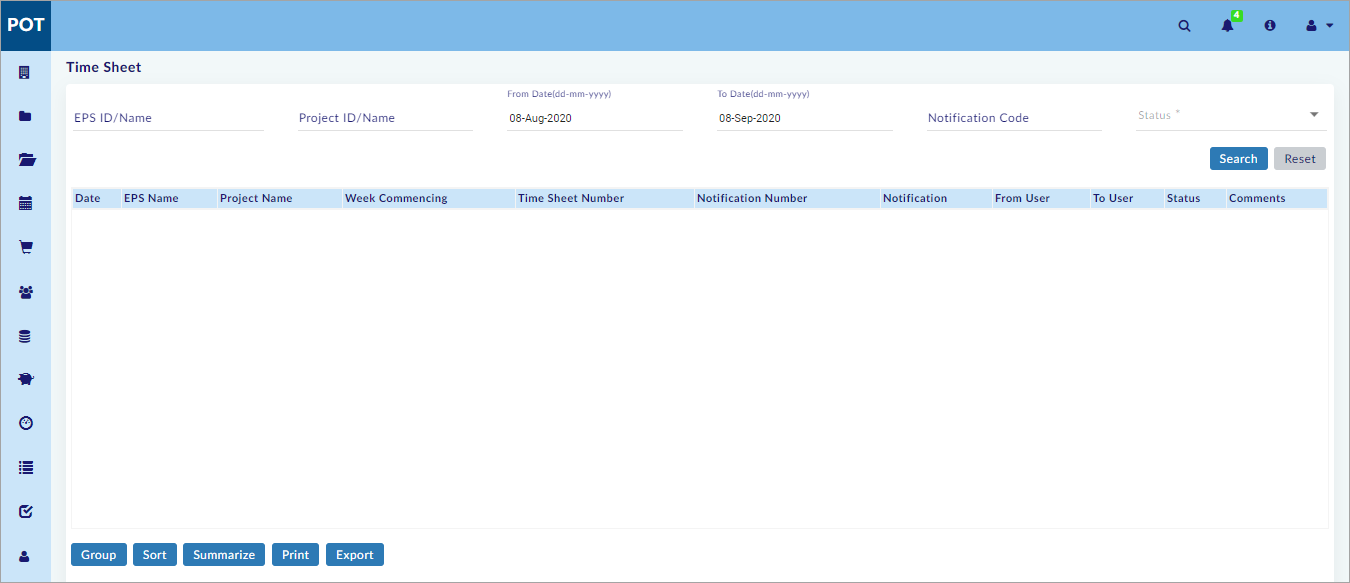 POT
4
Time Sheet
From Date(dd-mm-yyyy) To Date(dd-mm-yyyy)
EPS ID/Name Project ID/Name 08-Aug-2020 08-Sep-2020 Notification Code Status *
Search Reset
Date EPS Name Project Name Week Commencing Time Sheet Number Notification Number Notification From User To User Status Comments
Group Sort Summarize Print Export